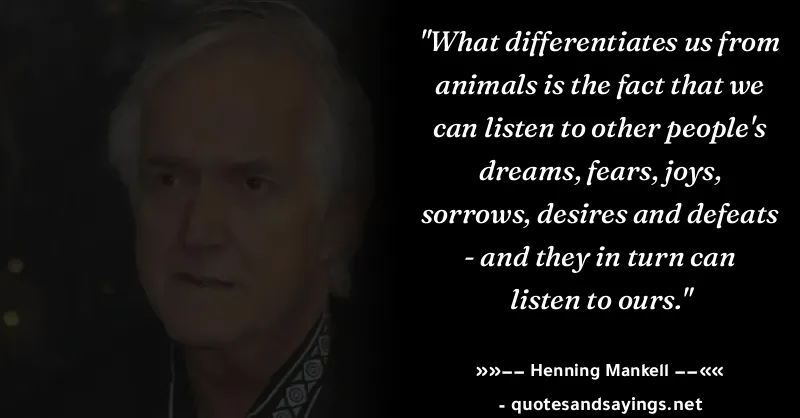 "What differentiates us from
animals is the fact that we
can listen to other people's
dreams, fears, joys,
sorrows, desires and defeats
- and they in turn can
listen to ours."
»»–– Henning Mankell ––««
- quotesandsayings.net